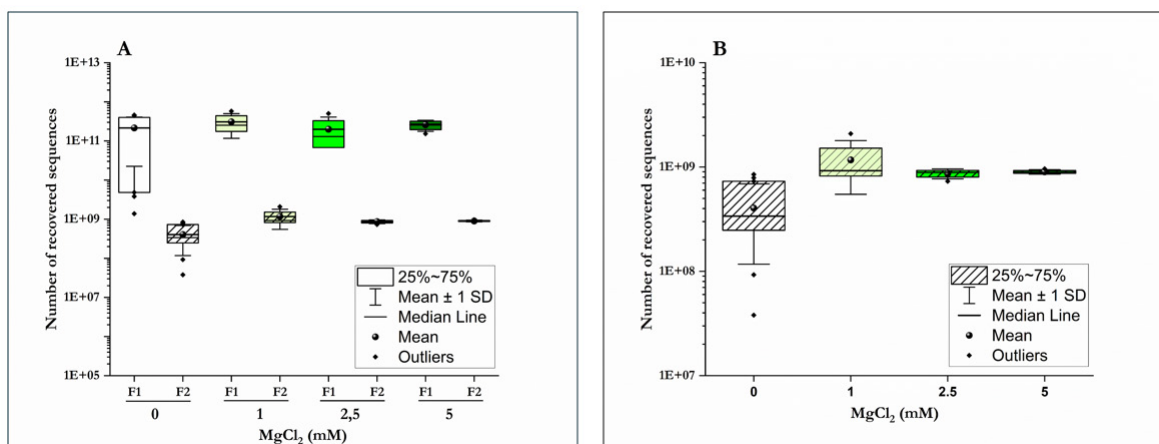 A
Number of recovered sequences
1E+13
1E+11
1E+09
1E+07
1E+05
25%~75%
Mean ± 1 SD
Median Line
Mean
Outliers
F1 F2 F1 F2 F1 F2 F1 F2
0 1 2,5 5
MgCl₂ (mM)
B
Number of recovered sequences
1E+10
1E+09
1E+08
1E+07
25%~75%
Mean ± 1 SD
Median Line
Mean
Outliers
0 1 2.5 5
MgCl₂ (mM)